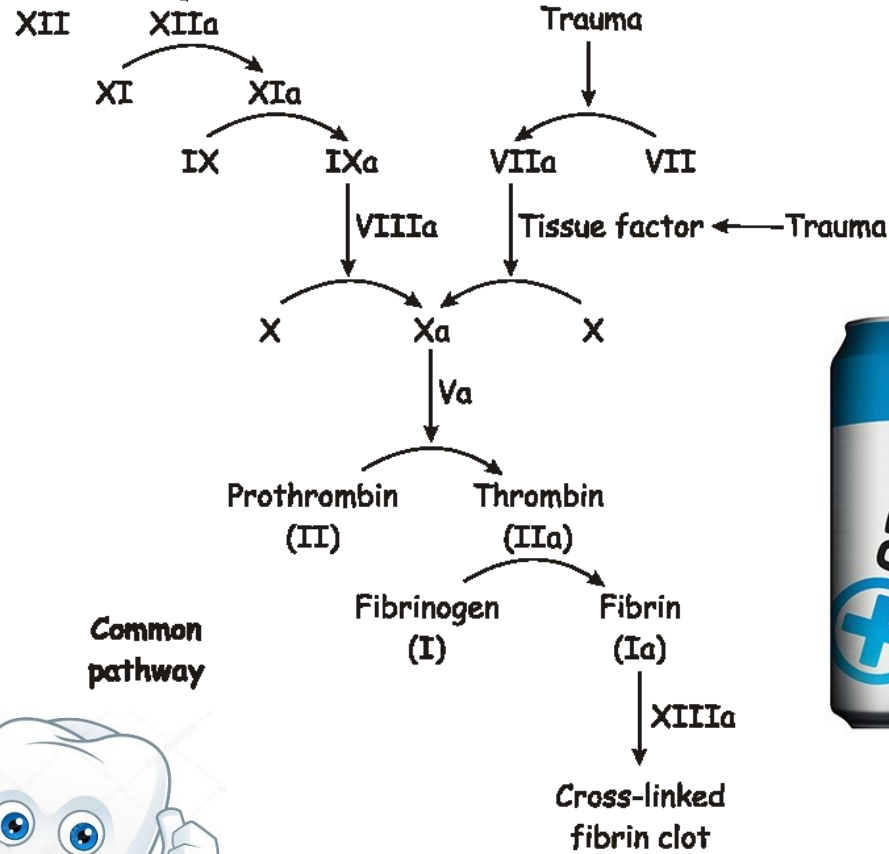 XII XIIa Trauma
XI XIa
IX IXa VIIa VII
VIIIa Tissue factor Trauma
X Xa X
Va
Prothrombin Thrombin
(II) (IIa)
Fibrinogen Fibrin
(I) (Ia)
Common
pathway
XIIIa
Cross-linked
fibrin clot